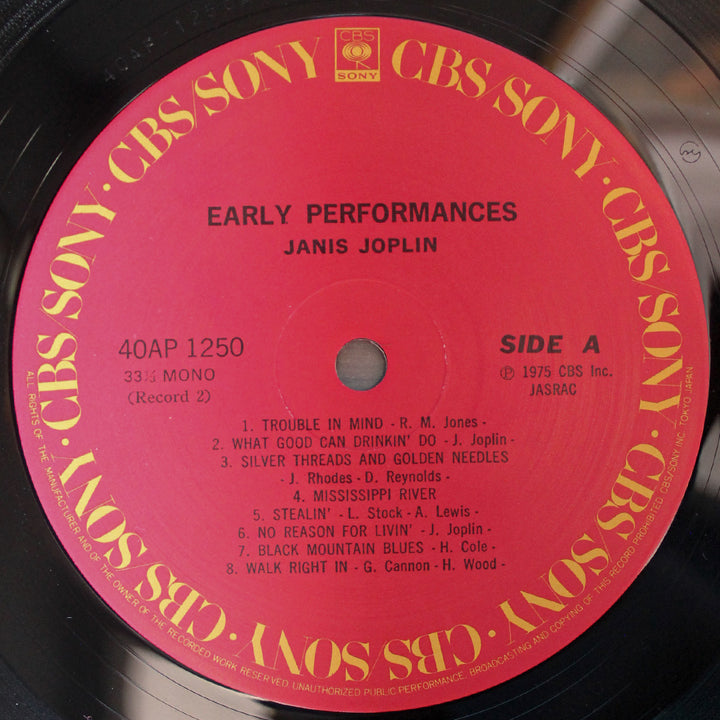 40AP 125
CBS
SONY
CBS/SONY · CBS/SONY · CBS/SONY · CBS/SONY · CBS/SONY · CBS/SONY · CBS/SONY · CBS/SONY
EARLY PERFORMANCES
JANIS JOPLIN
40AP 1250
33⅓ MONO
(Record 2)
SIDE A
Ⓟ 1975 CBS Inc.
JASRAC
1. TROUBLE IN MIND - R. M. Jones -
2. WHAT GOOD CAN DRINKIN' DO - J. Joplin -
3. SILVER THREADS AND GOLDEN NEEDLES
- J. Rhodes - D. Reynolds -
4. MISSISSIPPI RIVER
5. STEALIN' - L. Stock - A. Lewis -
6. NO REASON FOR LIVIN' - J. Joplin -
7. BLACK MOUNTAIN BLUES - H. Cole -
8. WALK RIGHT IN - G. Cannon - H. Wood -
ALL RIGHTS OF THE MANUFACTURER AND OF THE OWNER OF THE RECORDED WORK RESERVED. UNAUTHORIZED PUBLIC PERFORMANCE, BROADCASTING AND COPYING OF THIS RECORD PROHIBITED. CBS/SONY INC. TOKYO JAPAN.